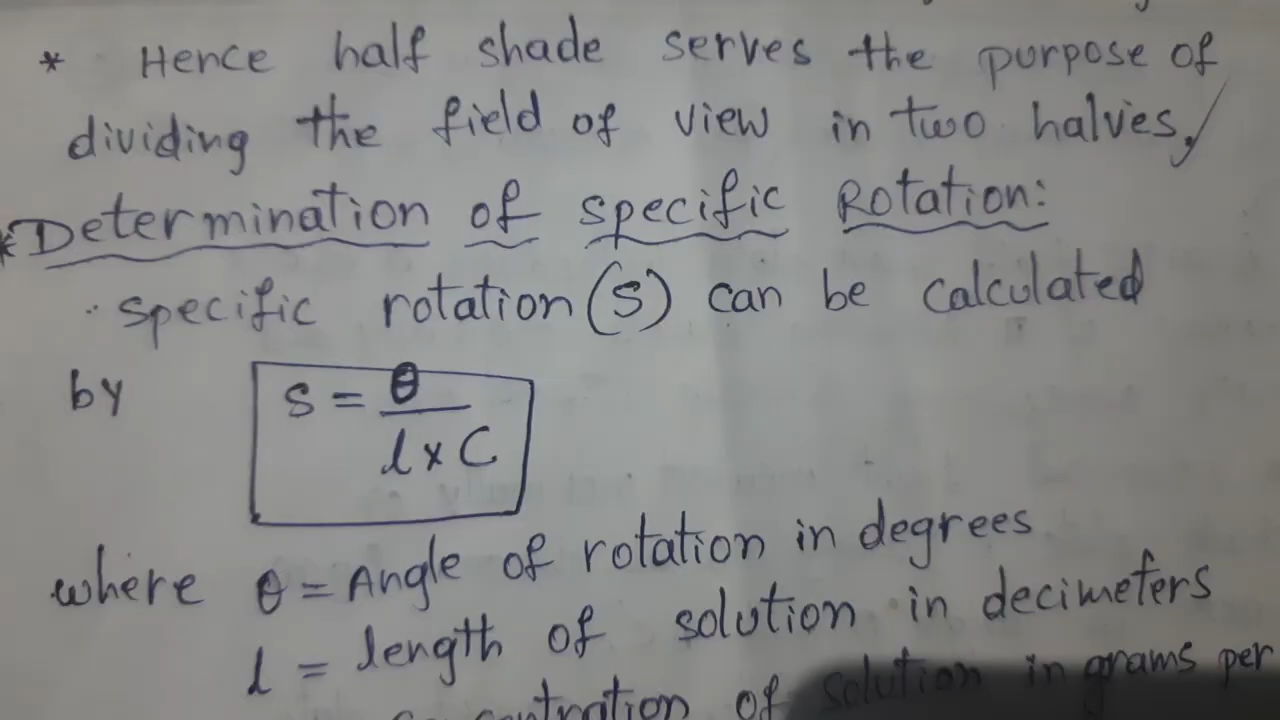 * Hence half shade serves the purpose of
dividing the field of view in two halves,
* Determination of specific Rotation:
specific rotation (s) can be calculated
by s = θ / l × C
where θ = Angle of rotation in degrees
l = length of solution in decimeters
of solution in grams per